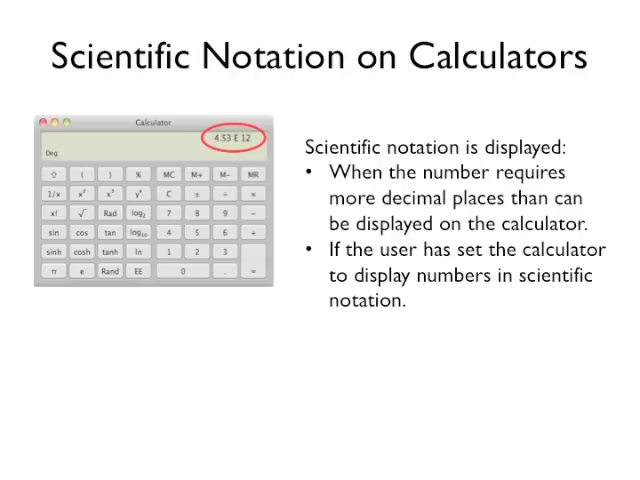 Scientific Notation on Calculators
Calculator
4.53 E 12
Deg
⇧ ( ) % MC M+ M- MR
1/x x² x³ yˣ C ± ÷ ×
x! √ Rad log₂ 7 8 9 −
sin cos tan log₁₀ 4 5 6 +
sinh cosh tanh ln 1 2 3
π e Rand EE 0 . =
Scientific notation is displayed:
• When the number requires
more decimal places than can
be displayed on the calculator.
• If the user has set the calculator
to display numbers in scientific
notation.